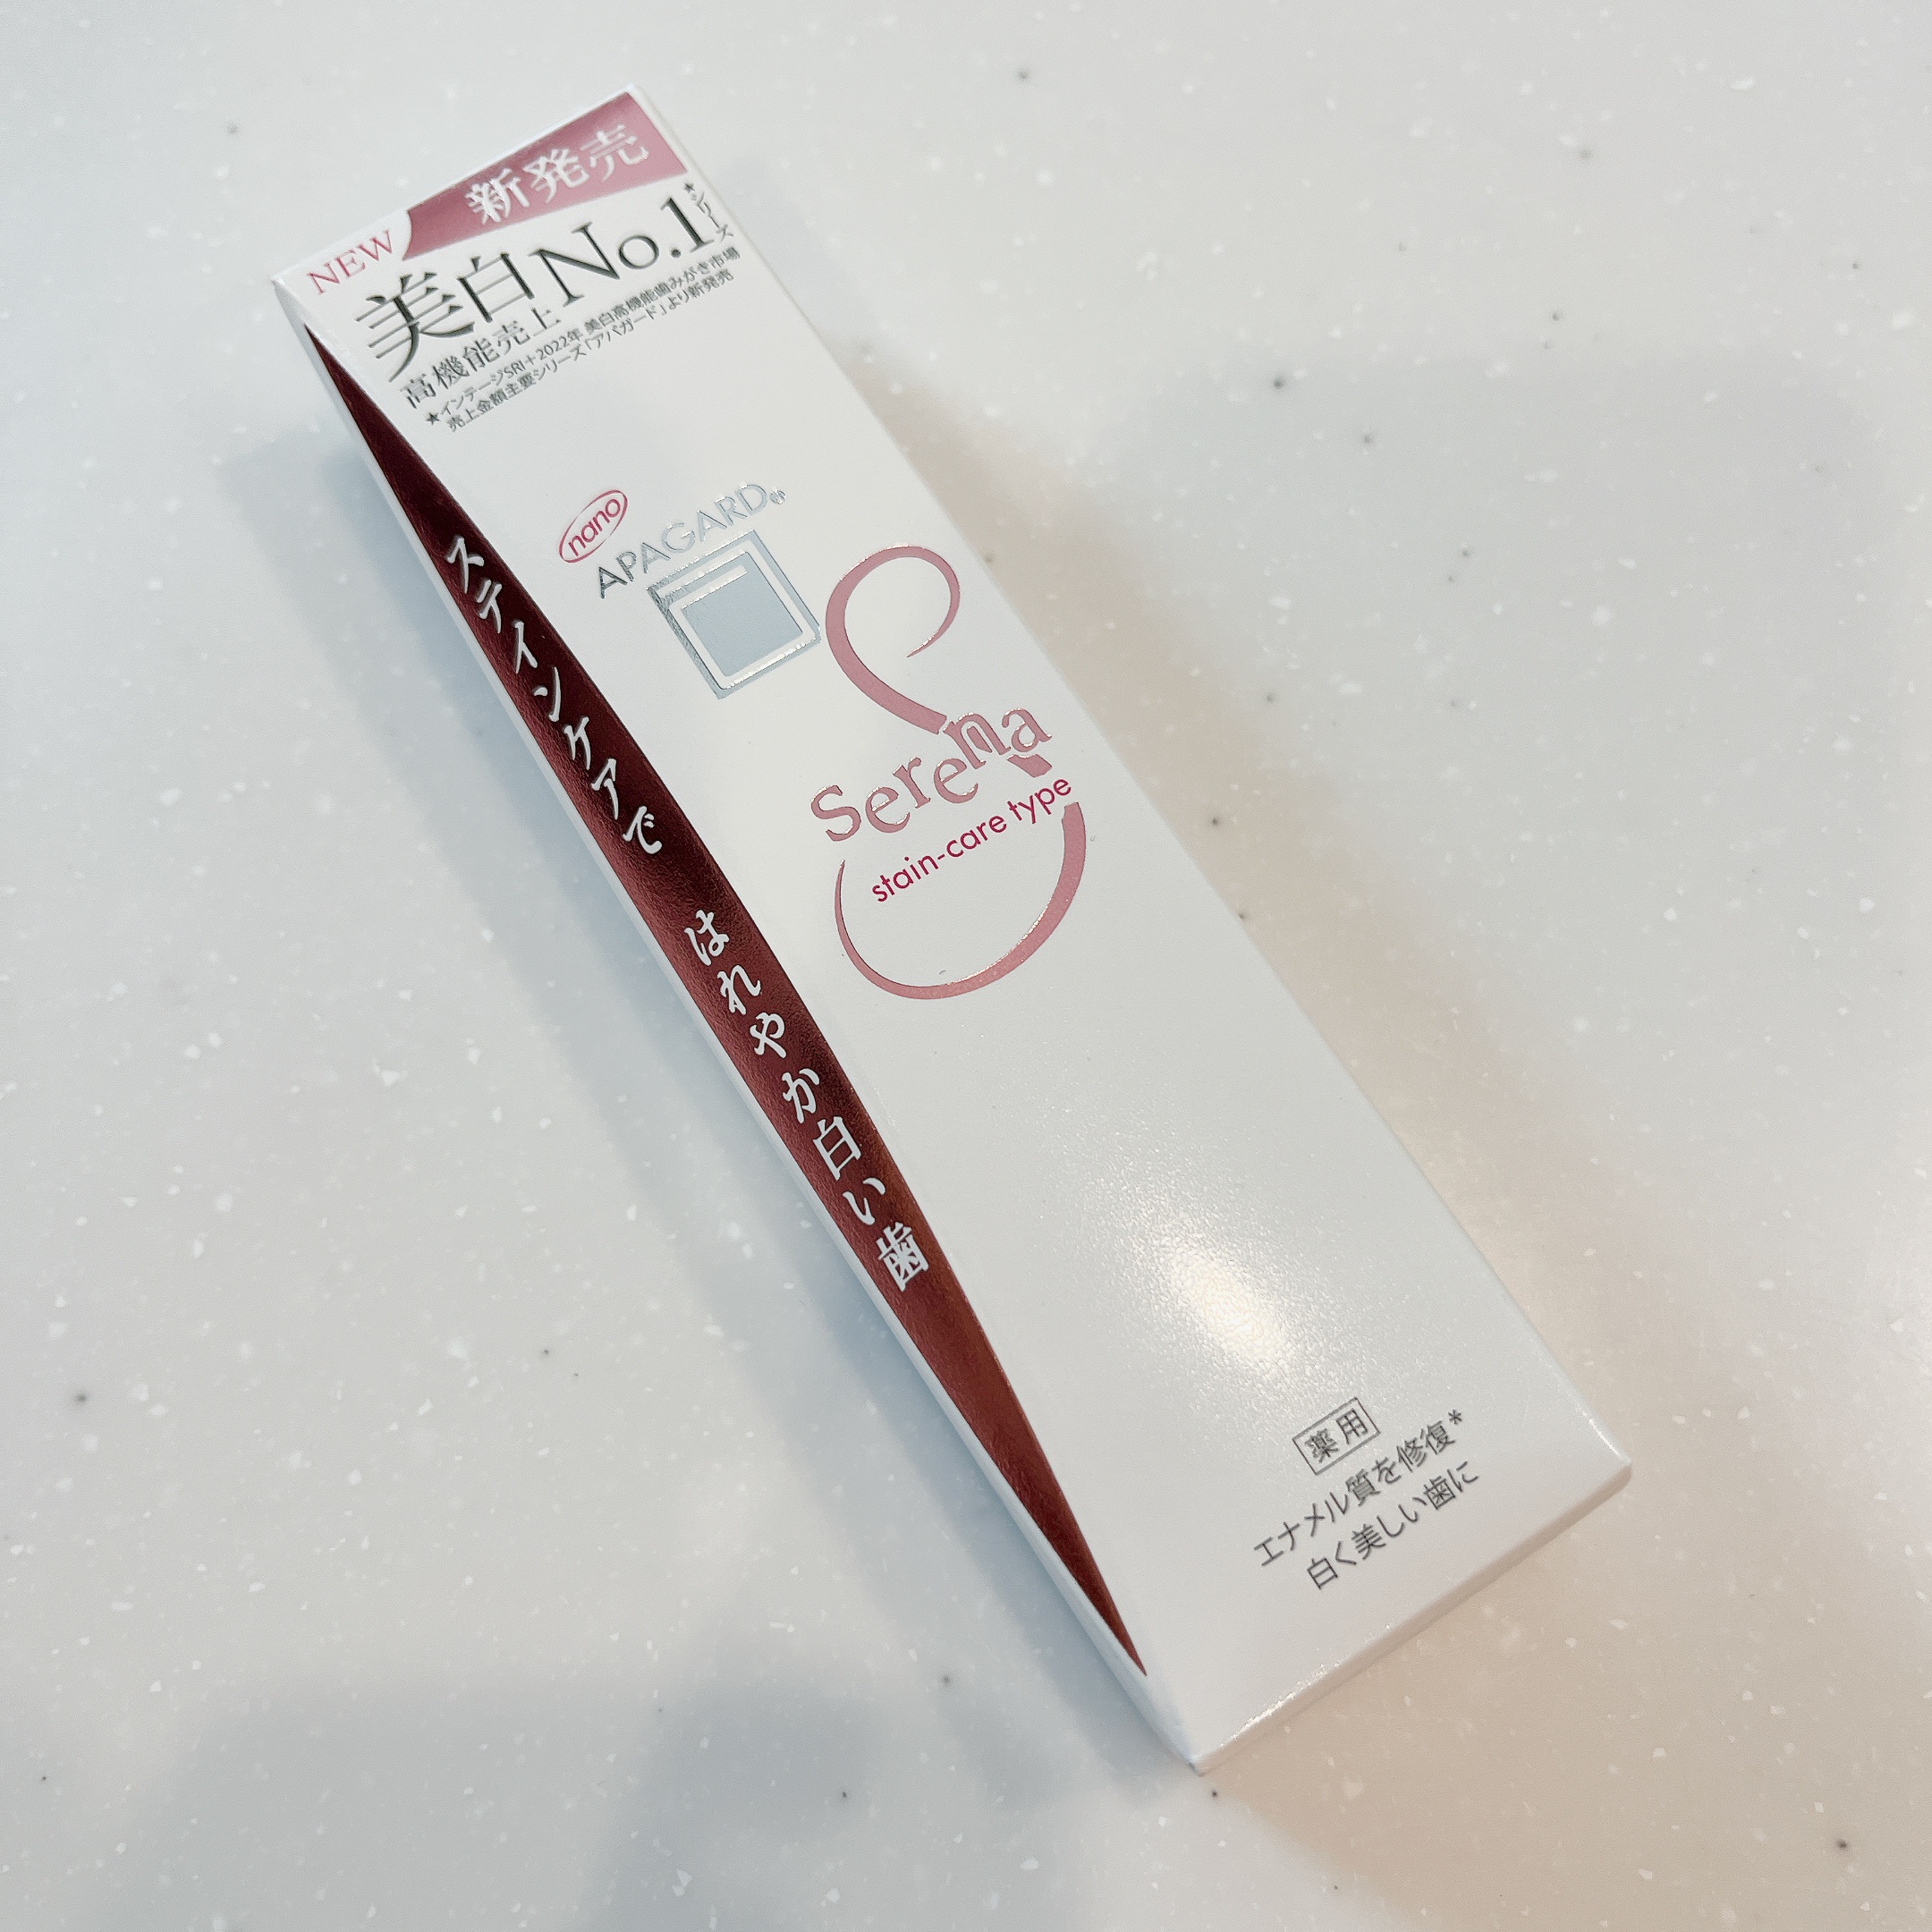 NEW
新発売
美白No.1
★シリーズ
高機能売上
★インテージSRI+2022年 美白高機能歯みがき市場
売上金額主要シリーズ「アパガード」より新発売
nano
APAGARD®
Serena
stain-care type
ステインケアで はれやか白い歯
薬用
エナメル質を修復*
白く美しい歯に